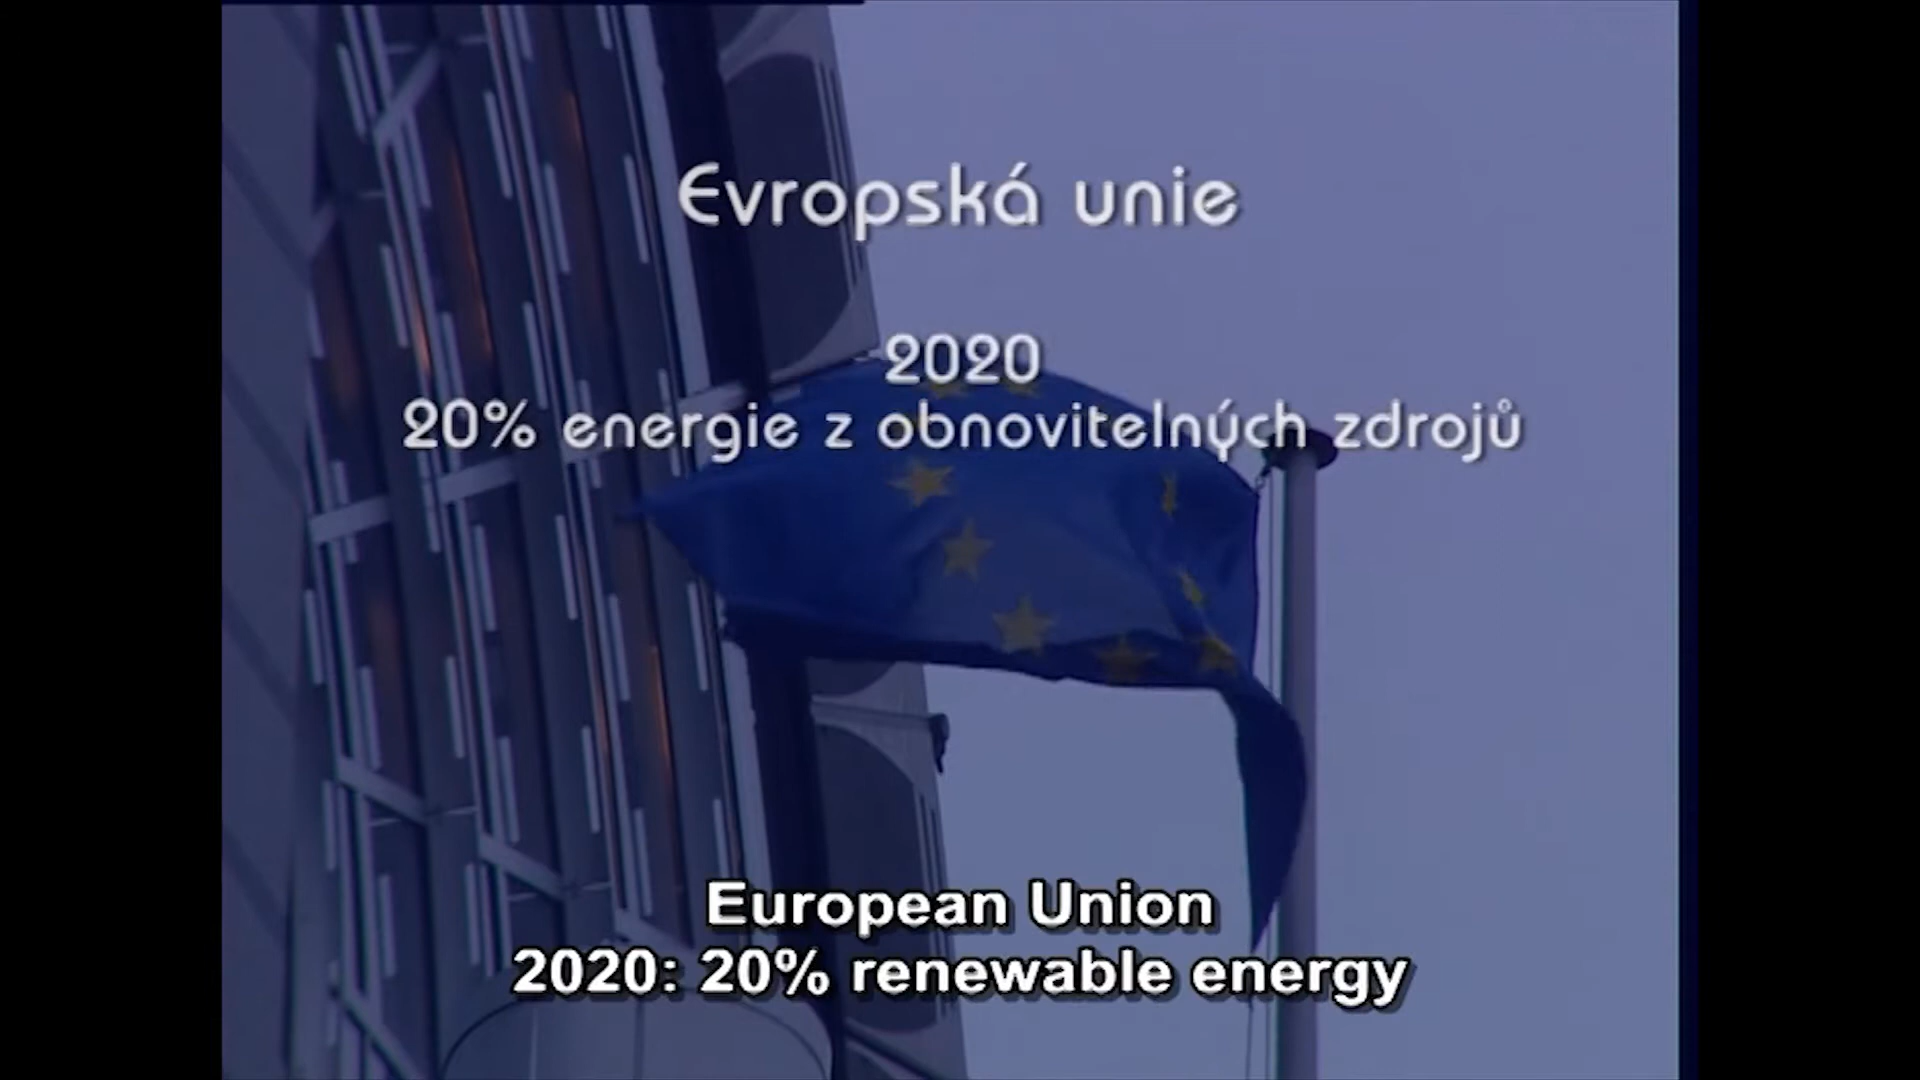 Evropská unie
2020
20% energie z obnovitelných zdrojů
European Union
2020: 20% renewable energy